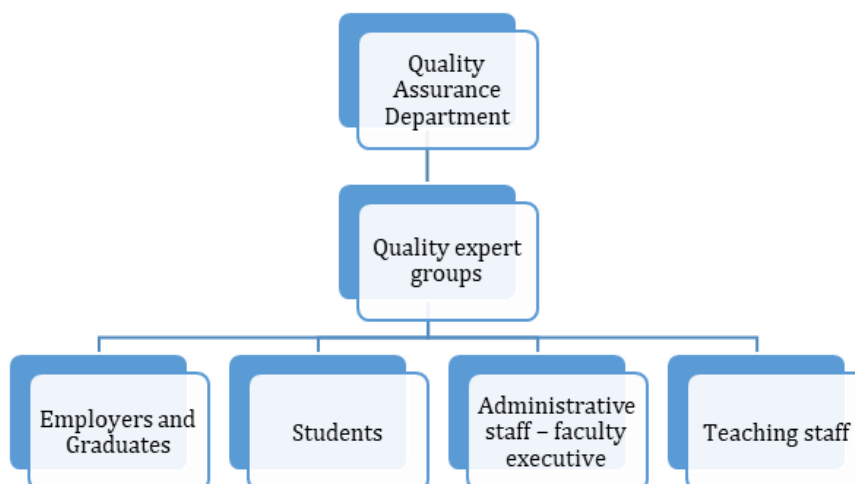 Quality
Assurance
Department
Quality expert
groups
Employers and
Graduates
Students
Administrative
staff – faculty
executive
Teaching staff